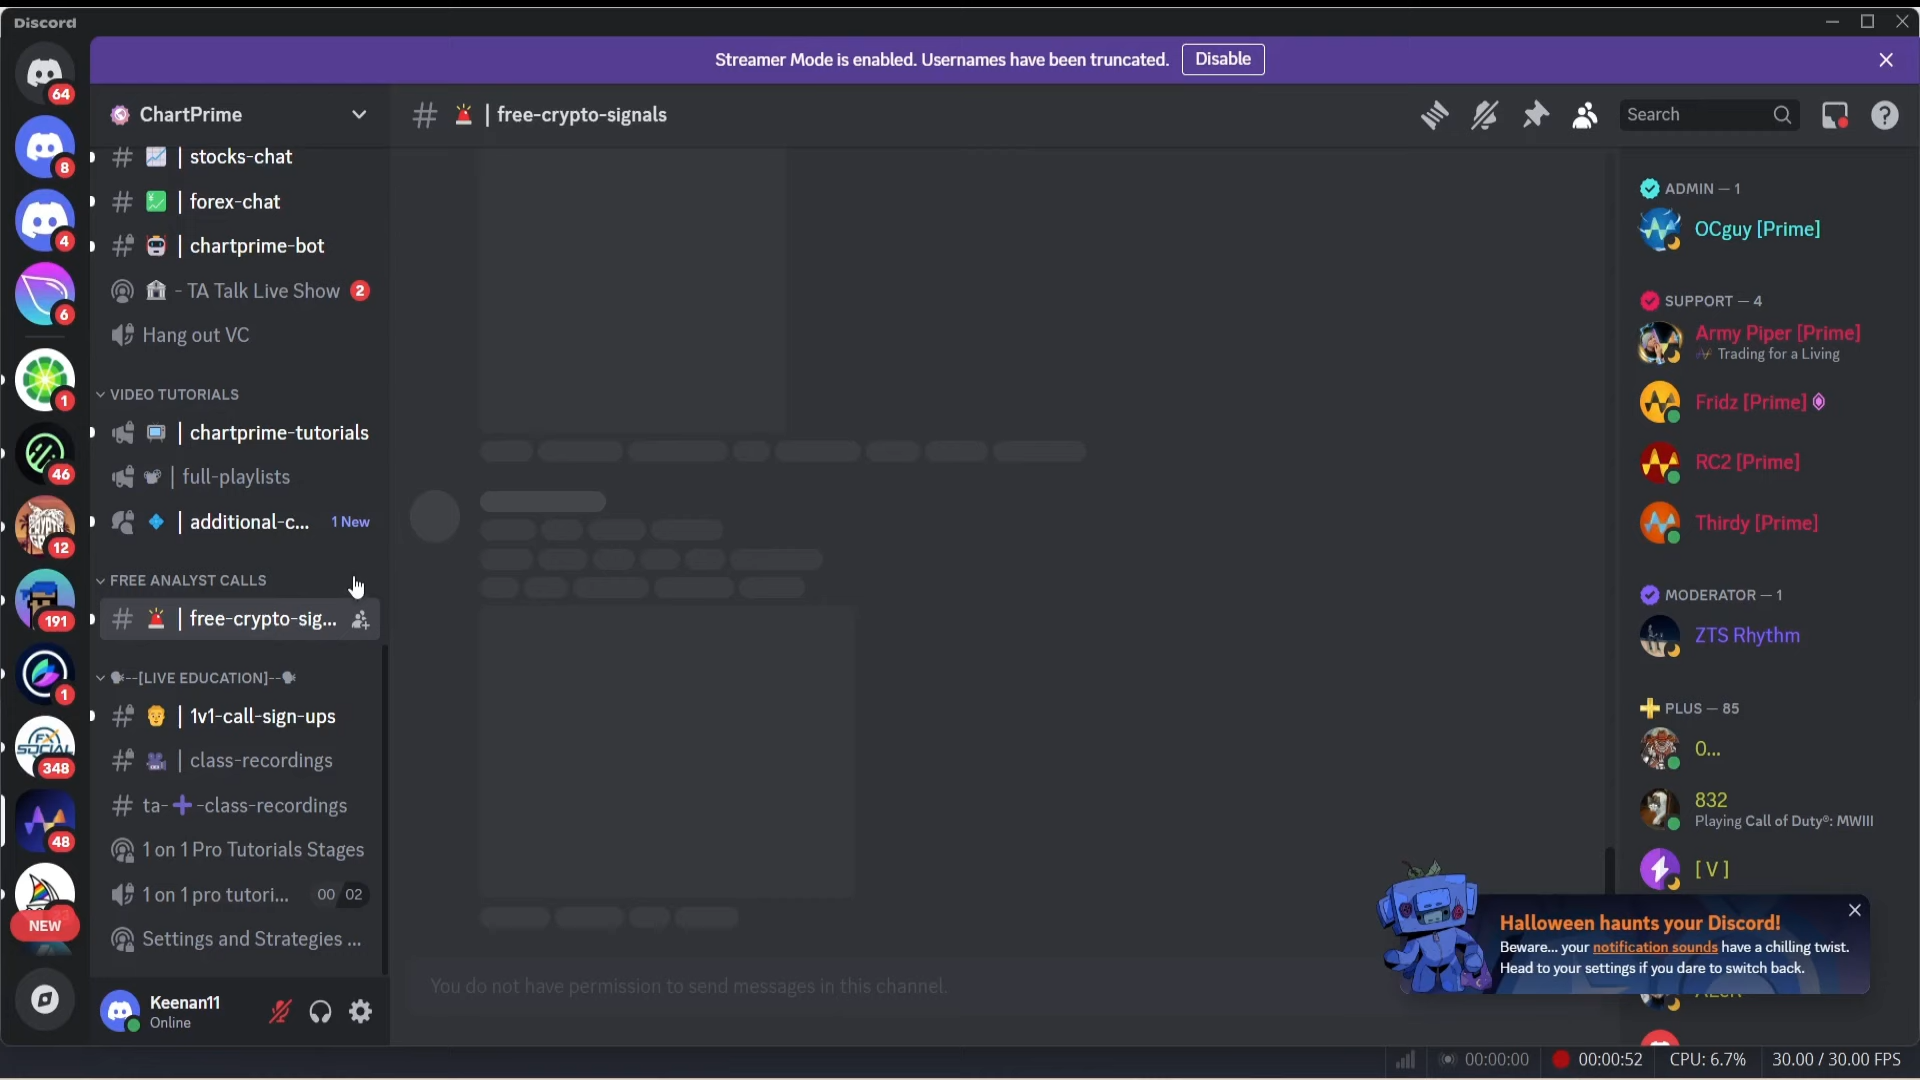 Discord
Streamer Mode is enabled. Usernames have been truncated. Disable
64
8
4
6
1
46
12
191
1
348
48
NEW
ChartPrime
| stocks-chat
| forex-chat
| chartprime-bot
- TA Talk Live Show 2
Hang out VC
VIDEO TUTORIALS
| chartprime-tutorials
| full-playlists
| additional-c... 1 New
FREE ANALYST CALLS
| free-crypto-sig...
--[LIVE EDUCATION]--
| 1v1-call-sign-ups
| class-recordings
ta-➕-class-recordings
1 on 1 Pro Tutorials Stages
1 on 1 pro tutori... 00 02
Settings and Strategies ...
Keenan11
Online
# | free-crypto-signals
Search
You do not have permission to send messages in this channel.
ADMIN — 1
OCguy [Prime]
SUPPORT — 4
Army Piper [Prime]
Trading for a Living
Fridz [Prime]
RC2 [Prime]
Thirdy [Prime]
MODERATOR — 1
ZTS Rhythm
PLUS — 85
O...
832
Playing Call of Duty®: MWIII
[ V ]
Halloween haunts your Discord!
Beware... your notification sounds have a chilling twist.
Head to your settings if you dare to switch back.
00:00:00 00:00:52 CPU: 6.7% 30.00 / 30.00 FPS